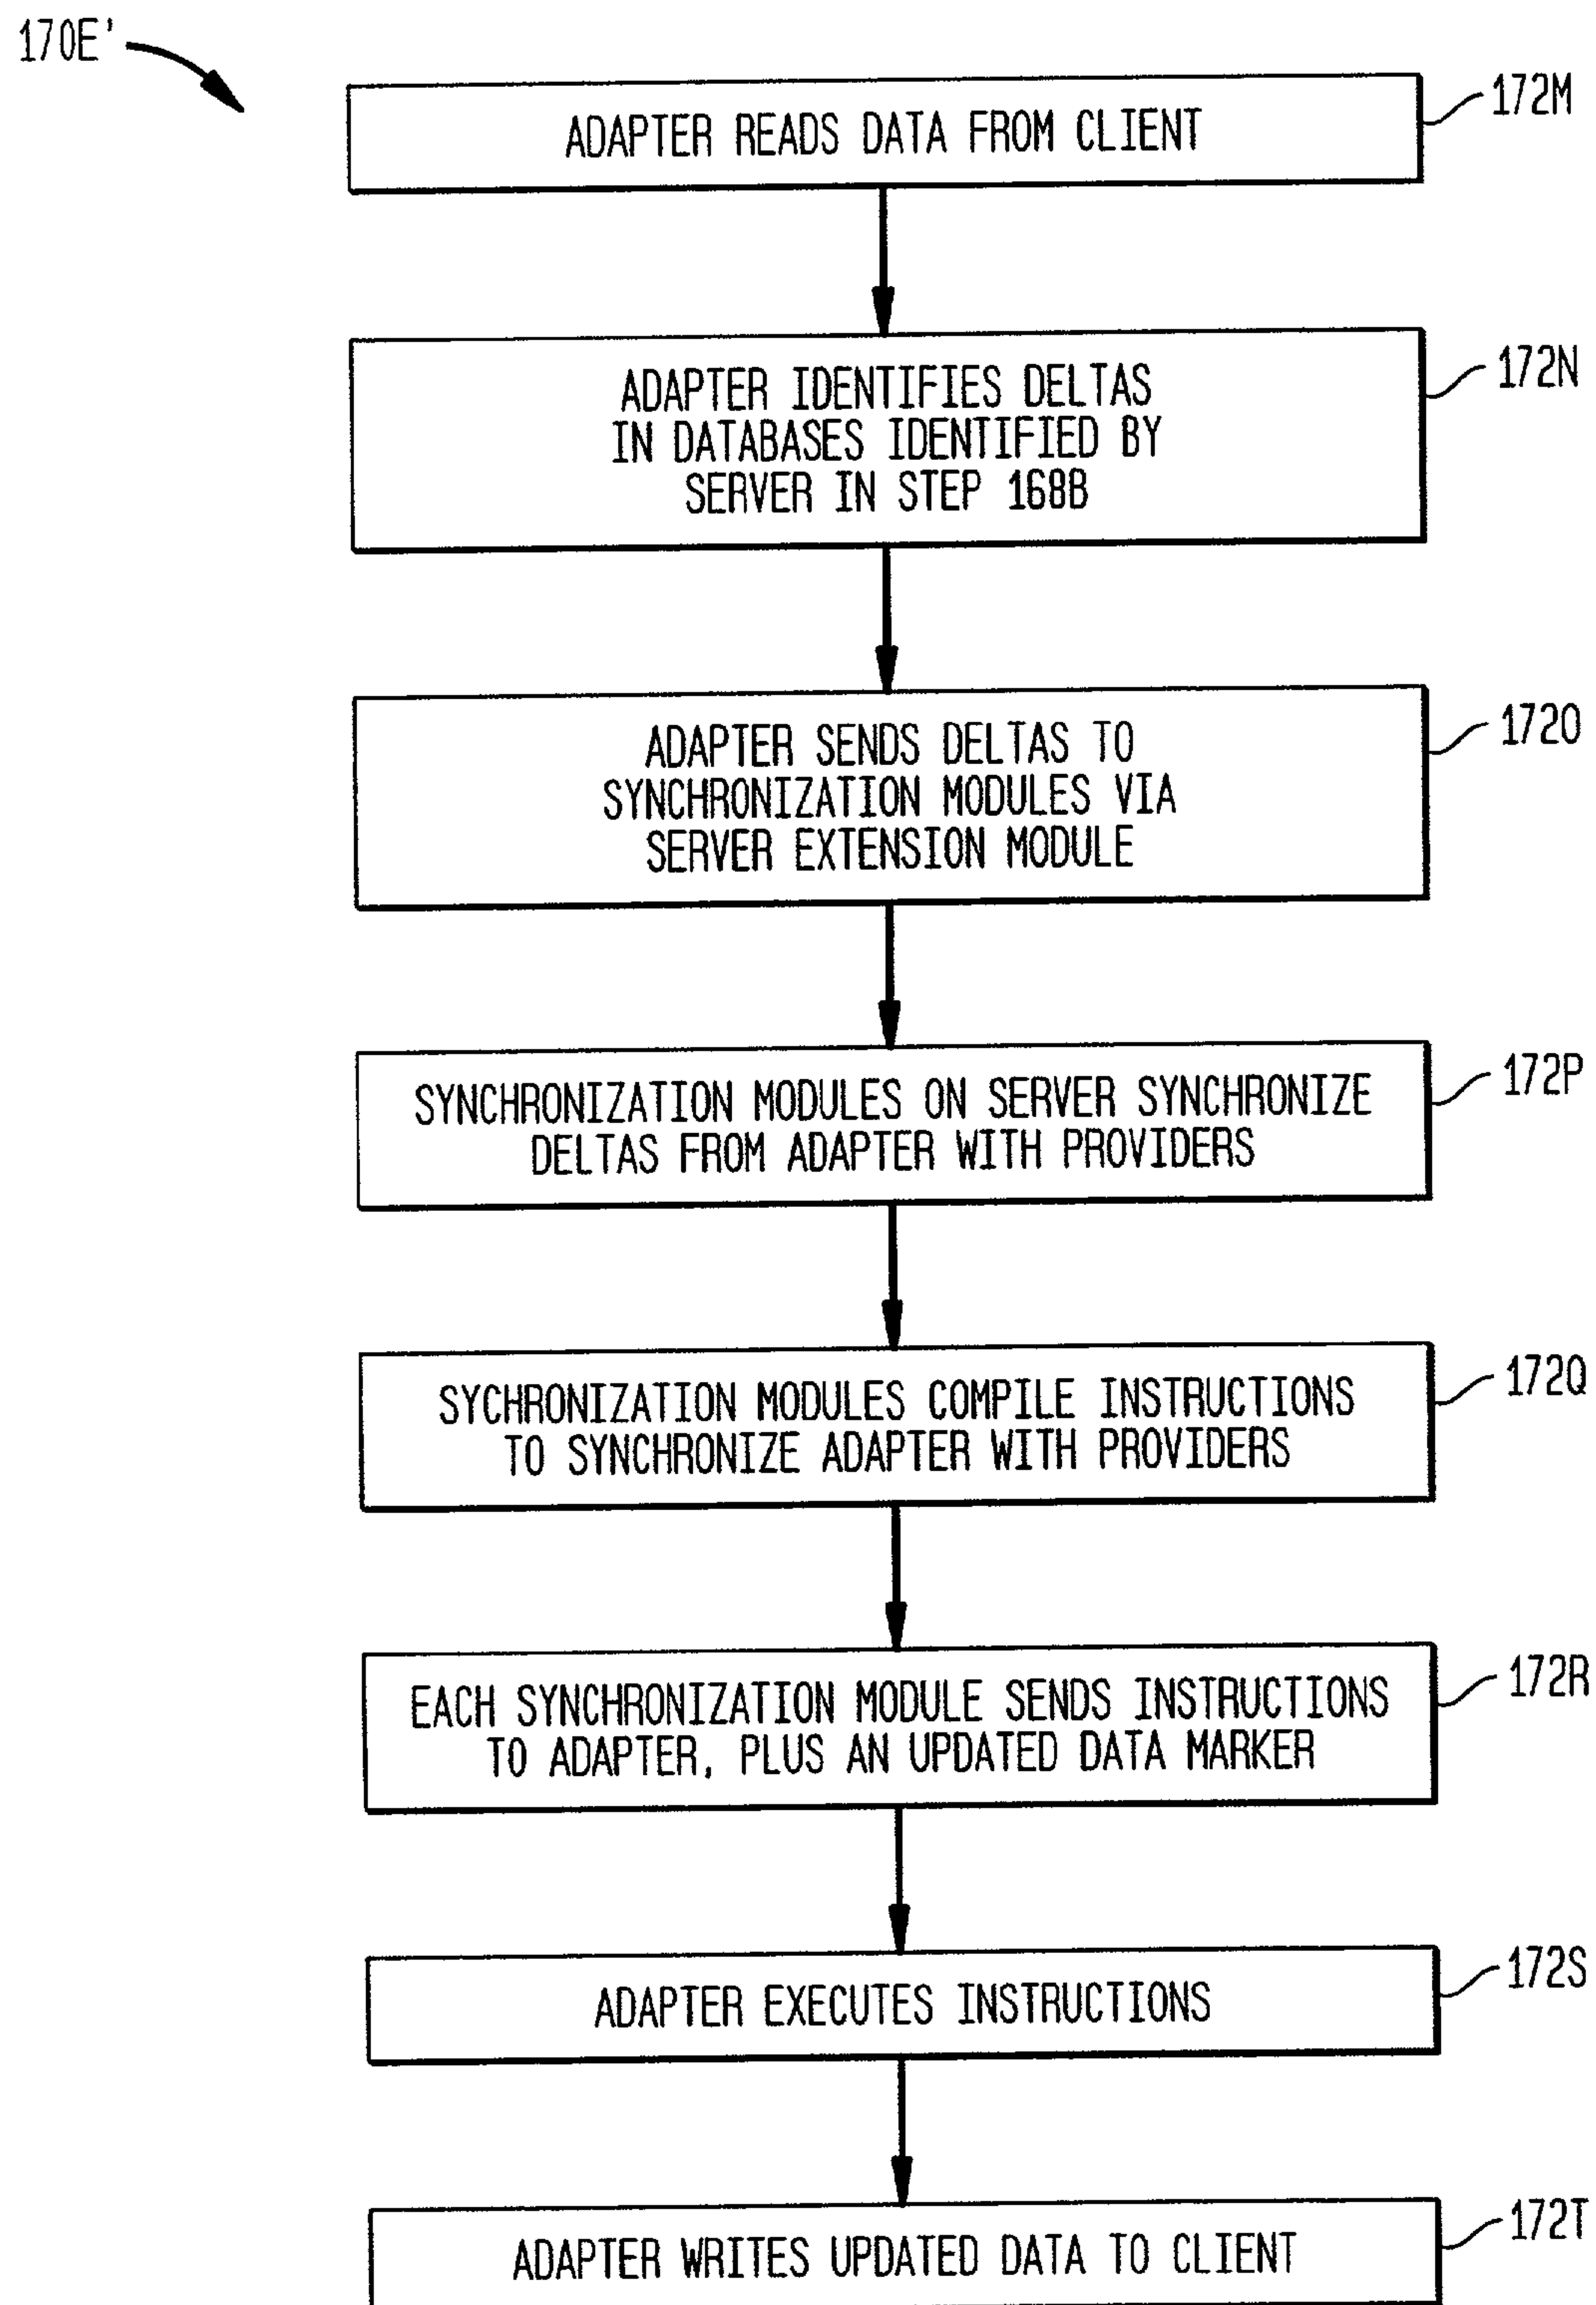 170E'
ADAPTER READS DATA FROM CLIENT
172M
ADAPTER IDENTIFIES DELTAS
IN DATABASES IDENTIFIED BY
SERVER IN STEP 168B
172N
ADAPTER SENDS DELTAS TO
SYNCHRONIZATION MODULES VIA
SERVER EXTENSION MODULE
172O
SYNCHRONIZATION MODULES ON SERVER SYNCHRONIZE
DELTAS FROM ADAPTER WITH PROVIDERS
172P
SYCHRONIZATION MODULES COMPILE INSTRUCTIONS
TO SYNCHRONIZE ADAPTER WITH PROVIDERS
172Q
EACH SYNCHRONIZATION MODULE SENDS INSTRUCTIONS
TO ADAPTER, PLUS AN UPDATED DATA MARKER
172R
ADAPTER EXECUTES INSTRUCTIONS
172S
ADAPTER WRITES UPDATED DATA TO CLIENT
172T